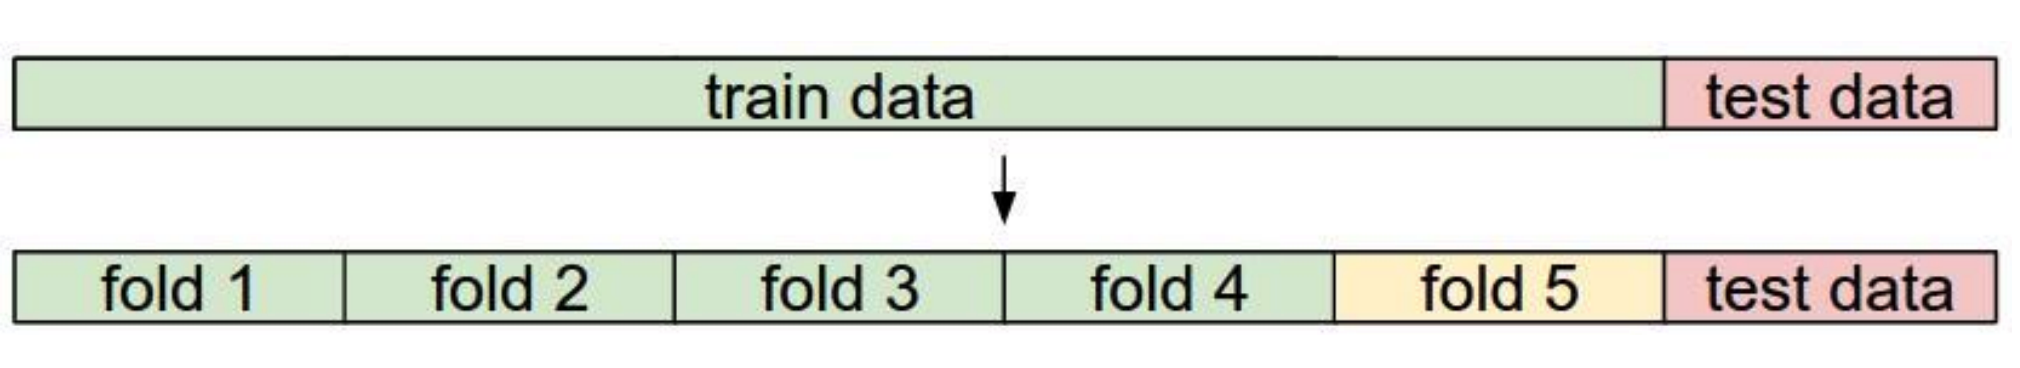 train data test data
fold 1 fold 2 fold 3 fold 4 fold 5 test data